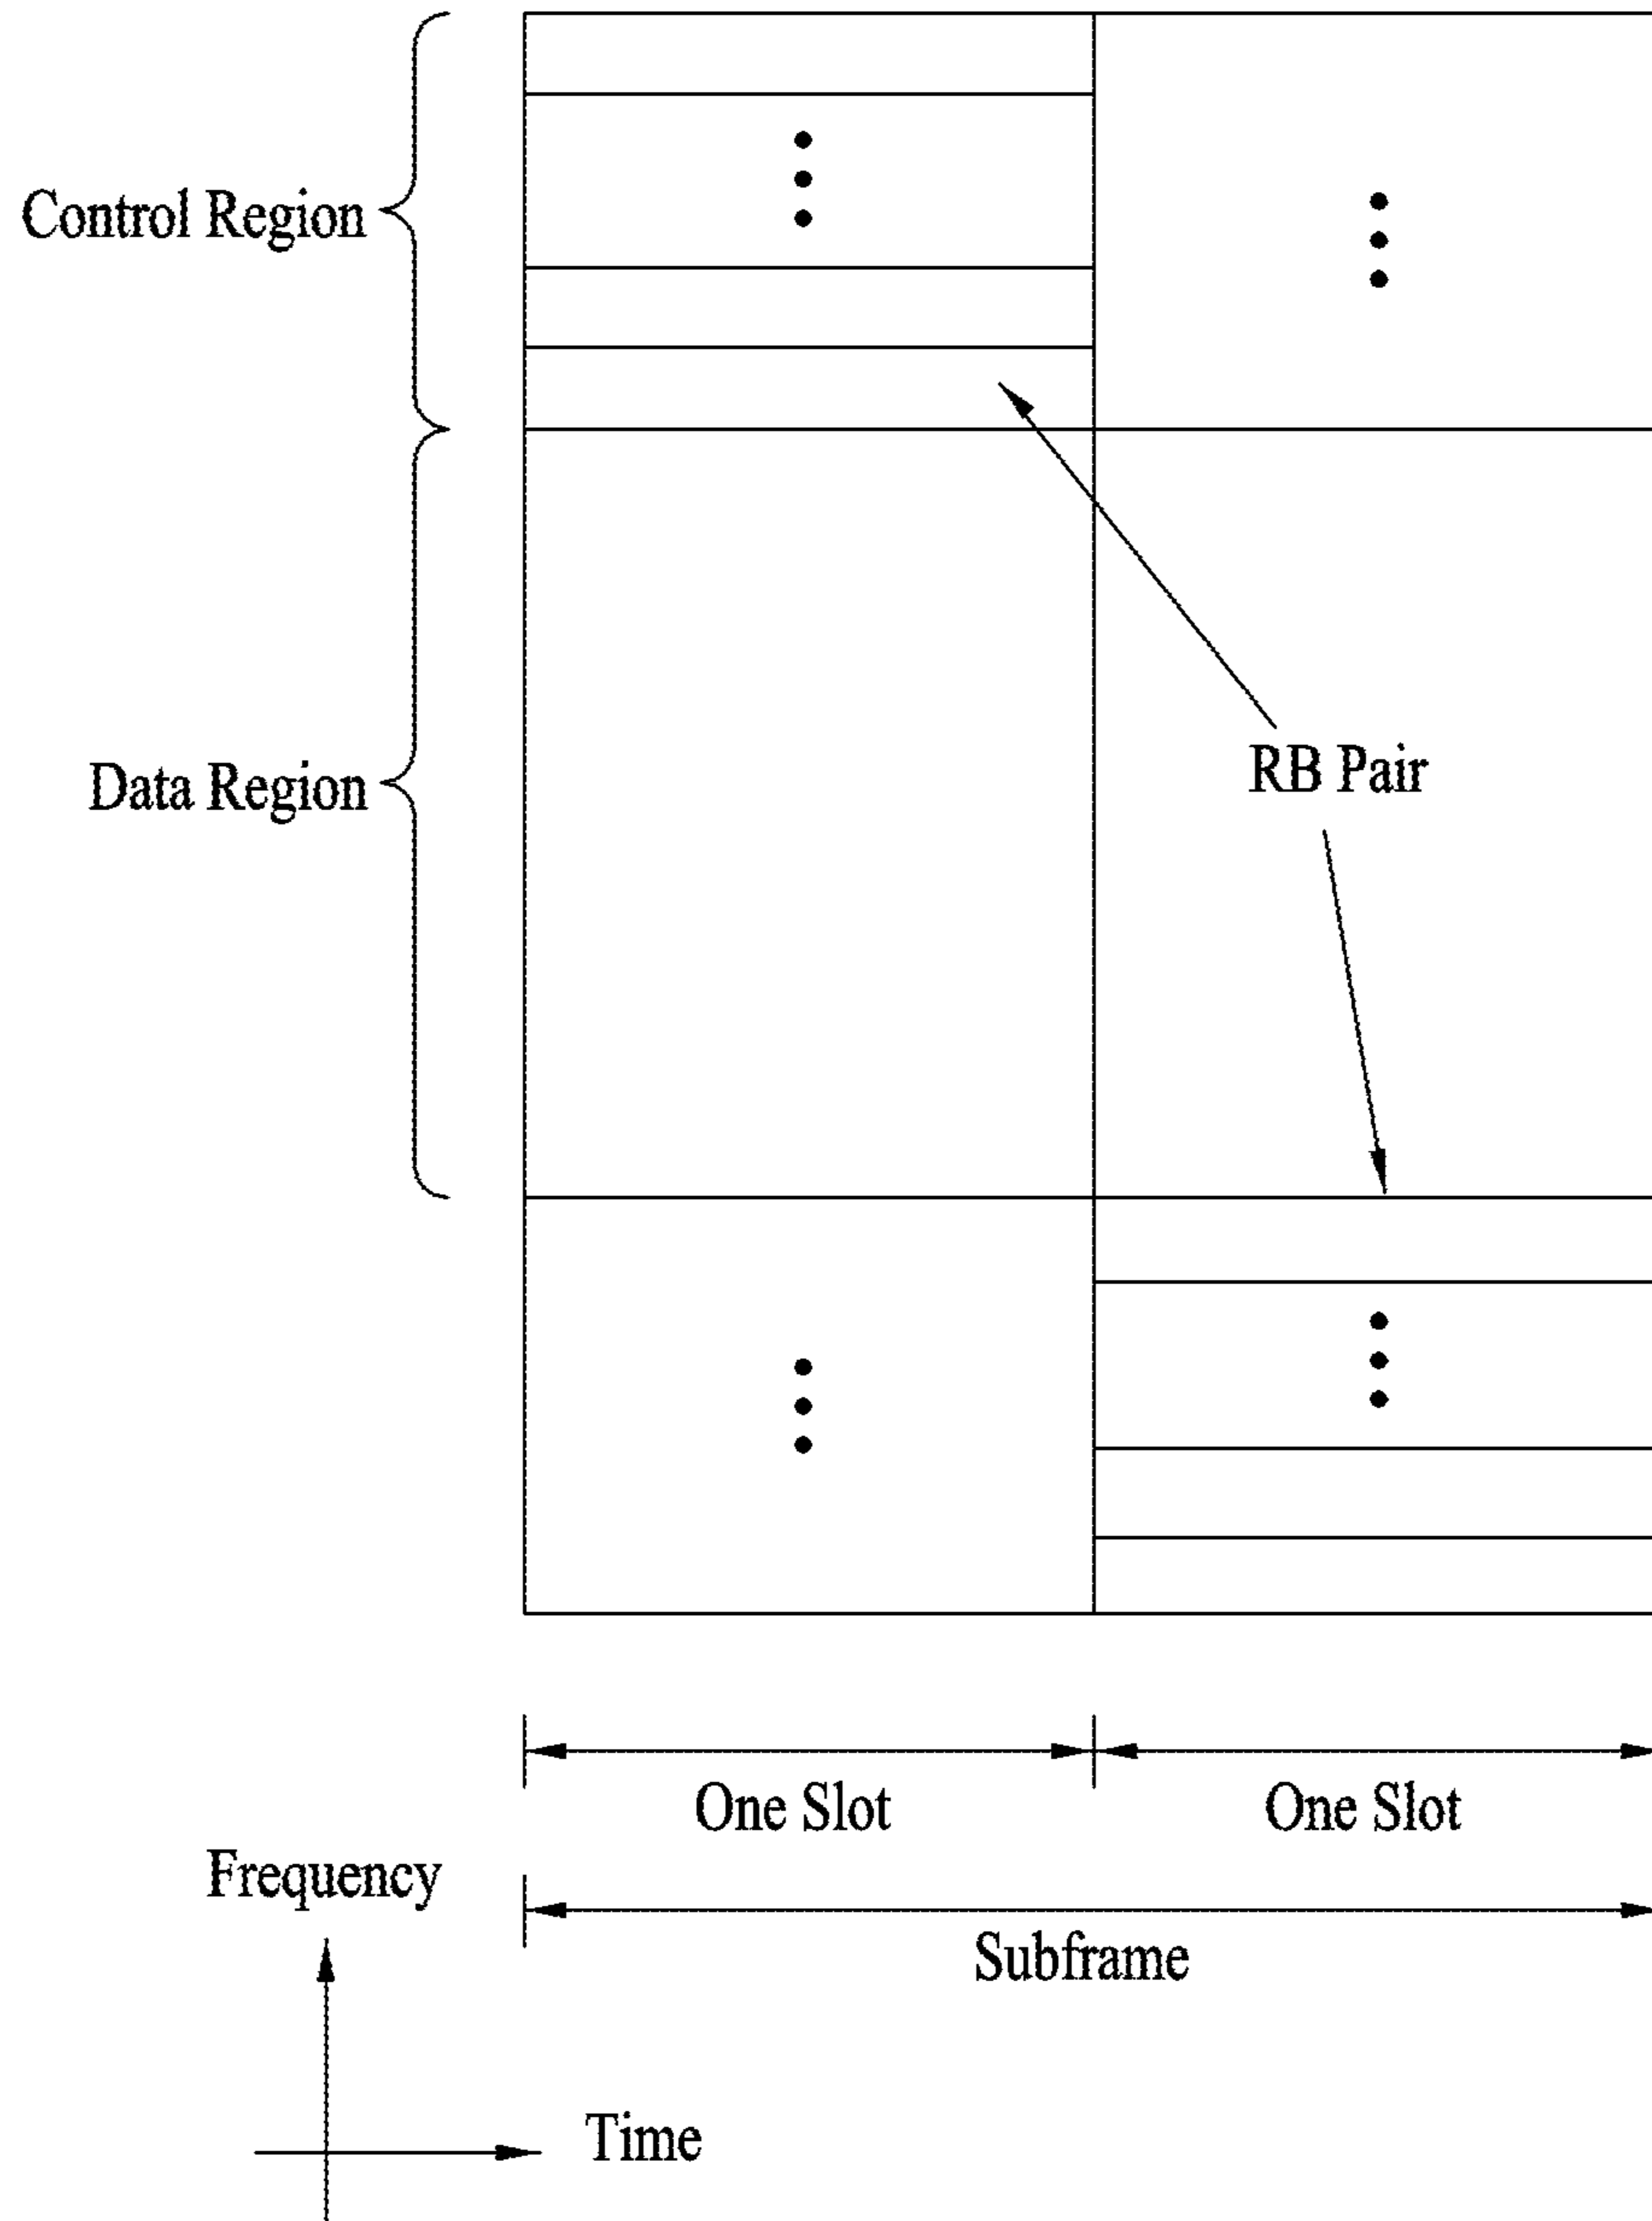 Control Region
Data Region
RB Pair
One Slot
One Slot
Frequency
Subframe
Time